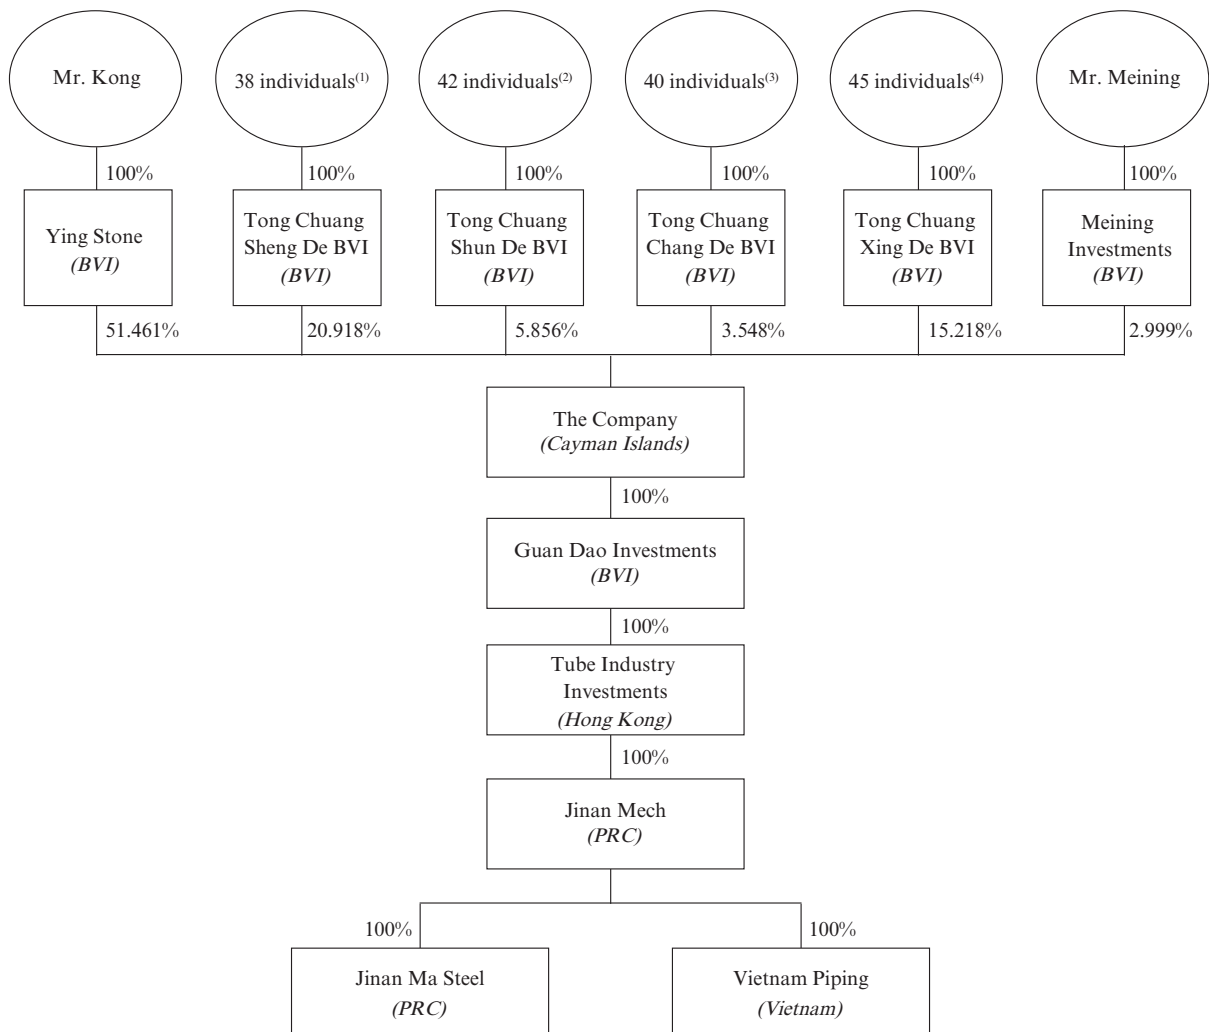 Mr. Kong
38 individuals(1)
42 individuals(2)
40 individuals(3)
45 individuals(4)
Mr. Meining
100%
100%
100%
100%
100%
100%
Ying Stone
(BVI)
Tong Chuang
Sheng De BVI
(BVI)
Tong Chuang
Shun De BVI
(BVI)
Tong Chuang
Chang De BVI
(BVI)
Tong Chuang
Xing De BVI
(BVI)
Meining
Investments
(BVI)
51.461%
20.918%
5.856%
3.548%
15.218%
2.999%
The Company
(Cayman Islands)
100%
Guan Dao Investments
(BVI)
100%
Tube Industry
Investments
(Hong Kong)
100%
Jinan Mech
(PRC)
100%
100%
Jinan Ma Steel
(PRC)
Vietnam Piping
(Vietnam)